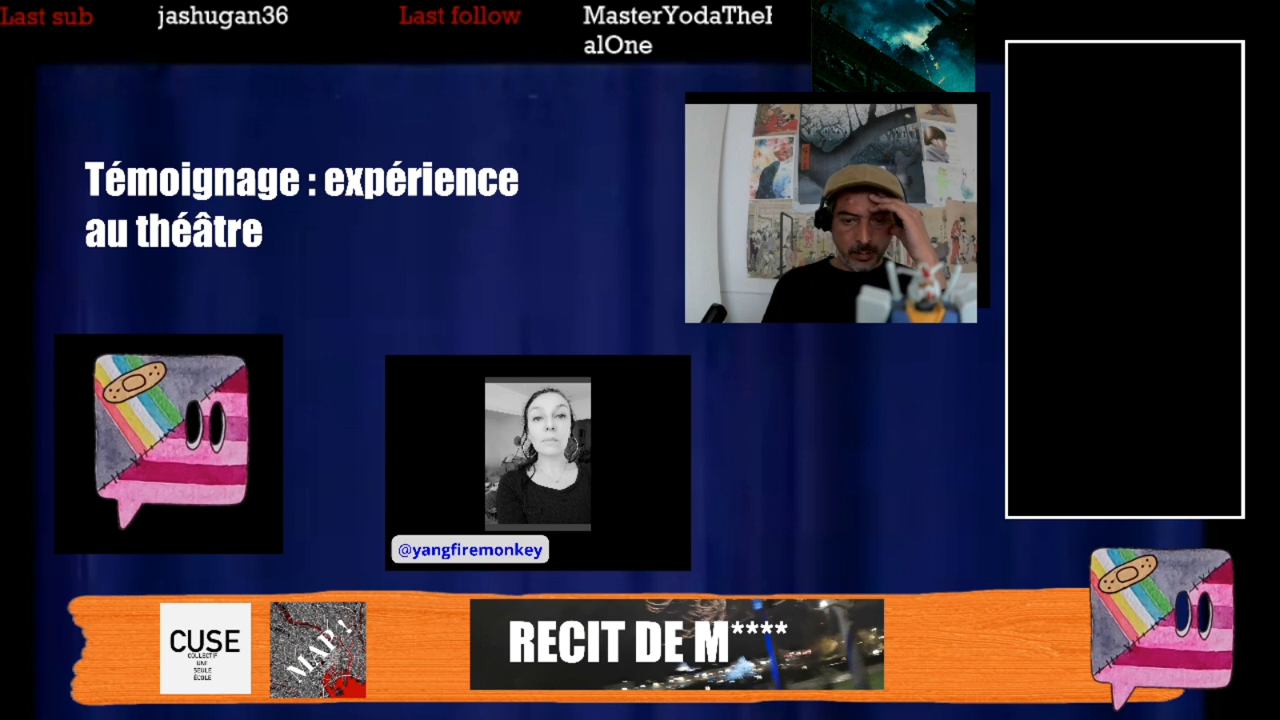 Last sub
jashugan36
Last follow
MasterYodaTheR
alOne
Témoignage : expérience
au théâtre
@yangfiremonkey
CUSE
COLLECTIF
UNE
SEULE
ÉCOLE
MAP !
RECIT DE M****